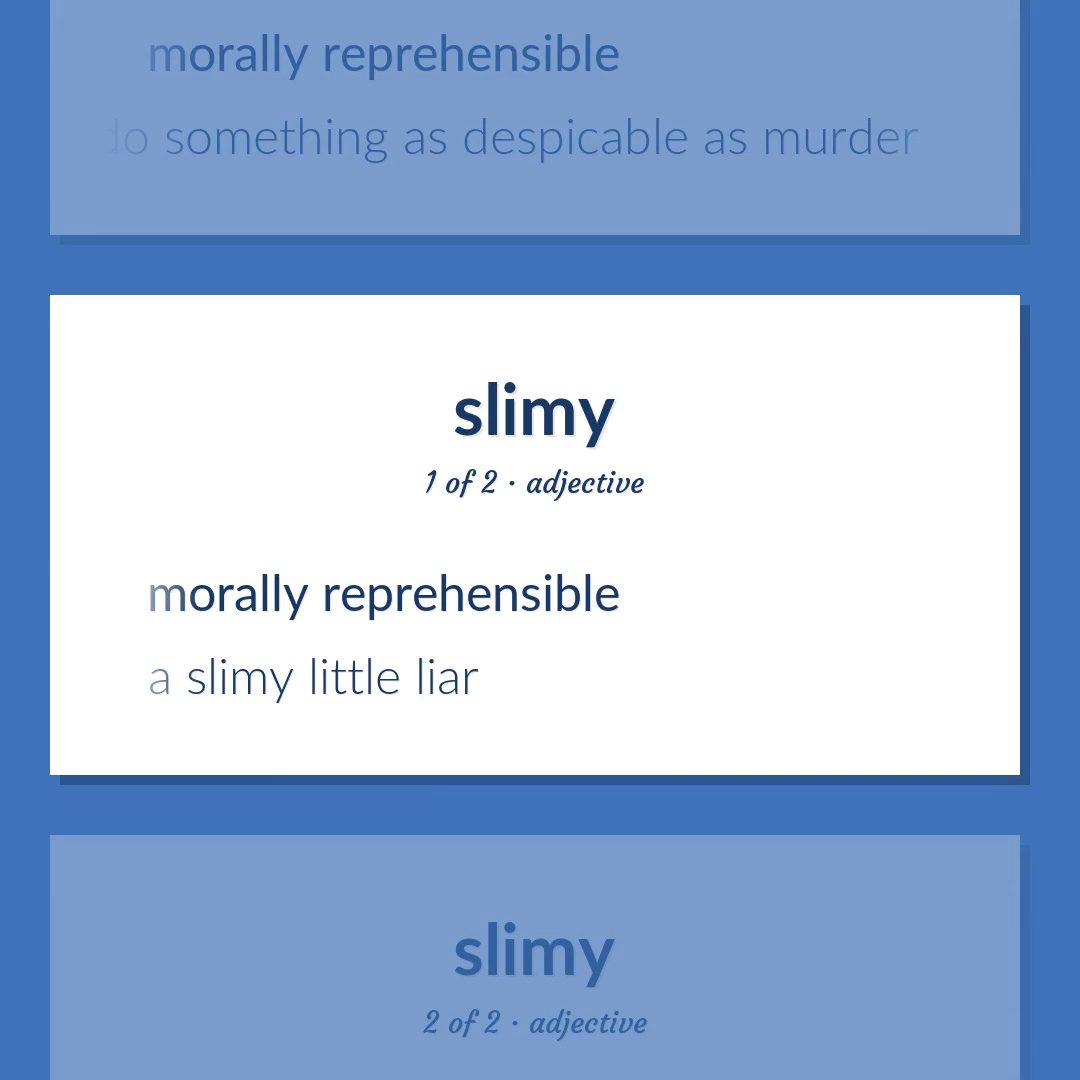 morally reprehensible
do something as despicable as murder
slimy
1 of 2 · adjective
morally reprehensible
a slimy little liar
slimy
2 of 2 · adjective